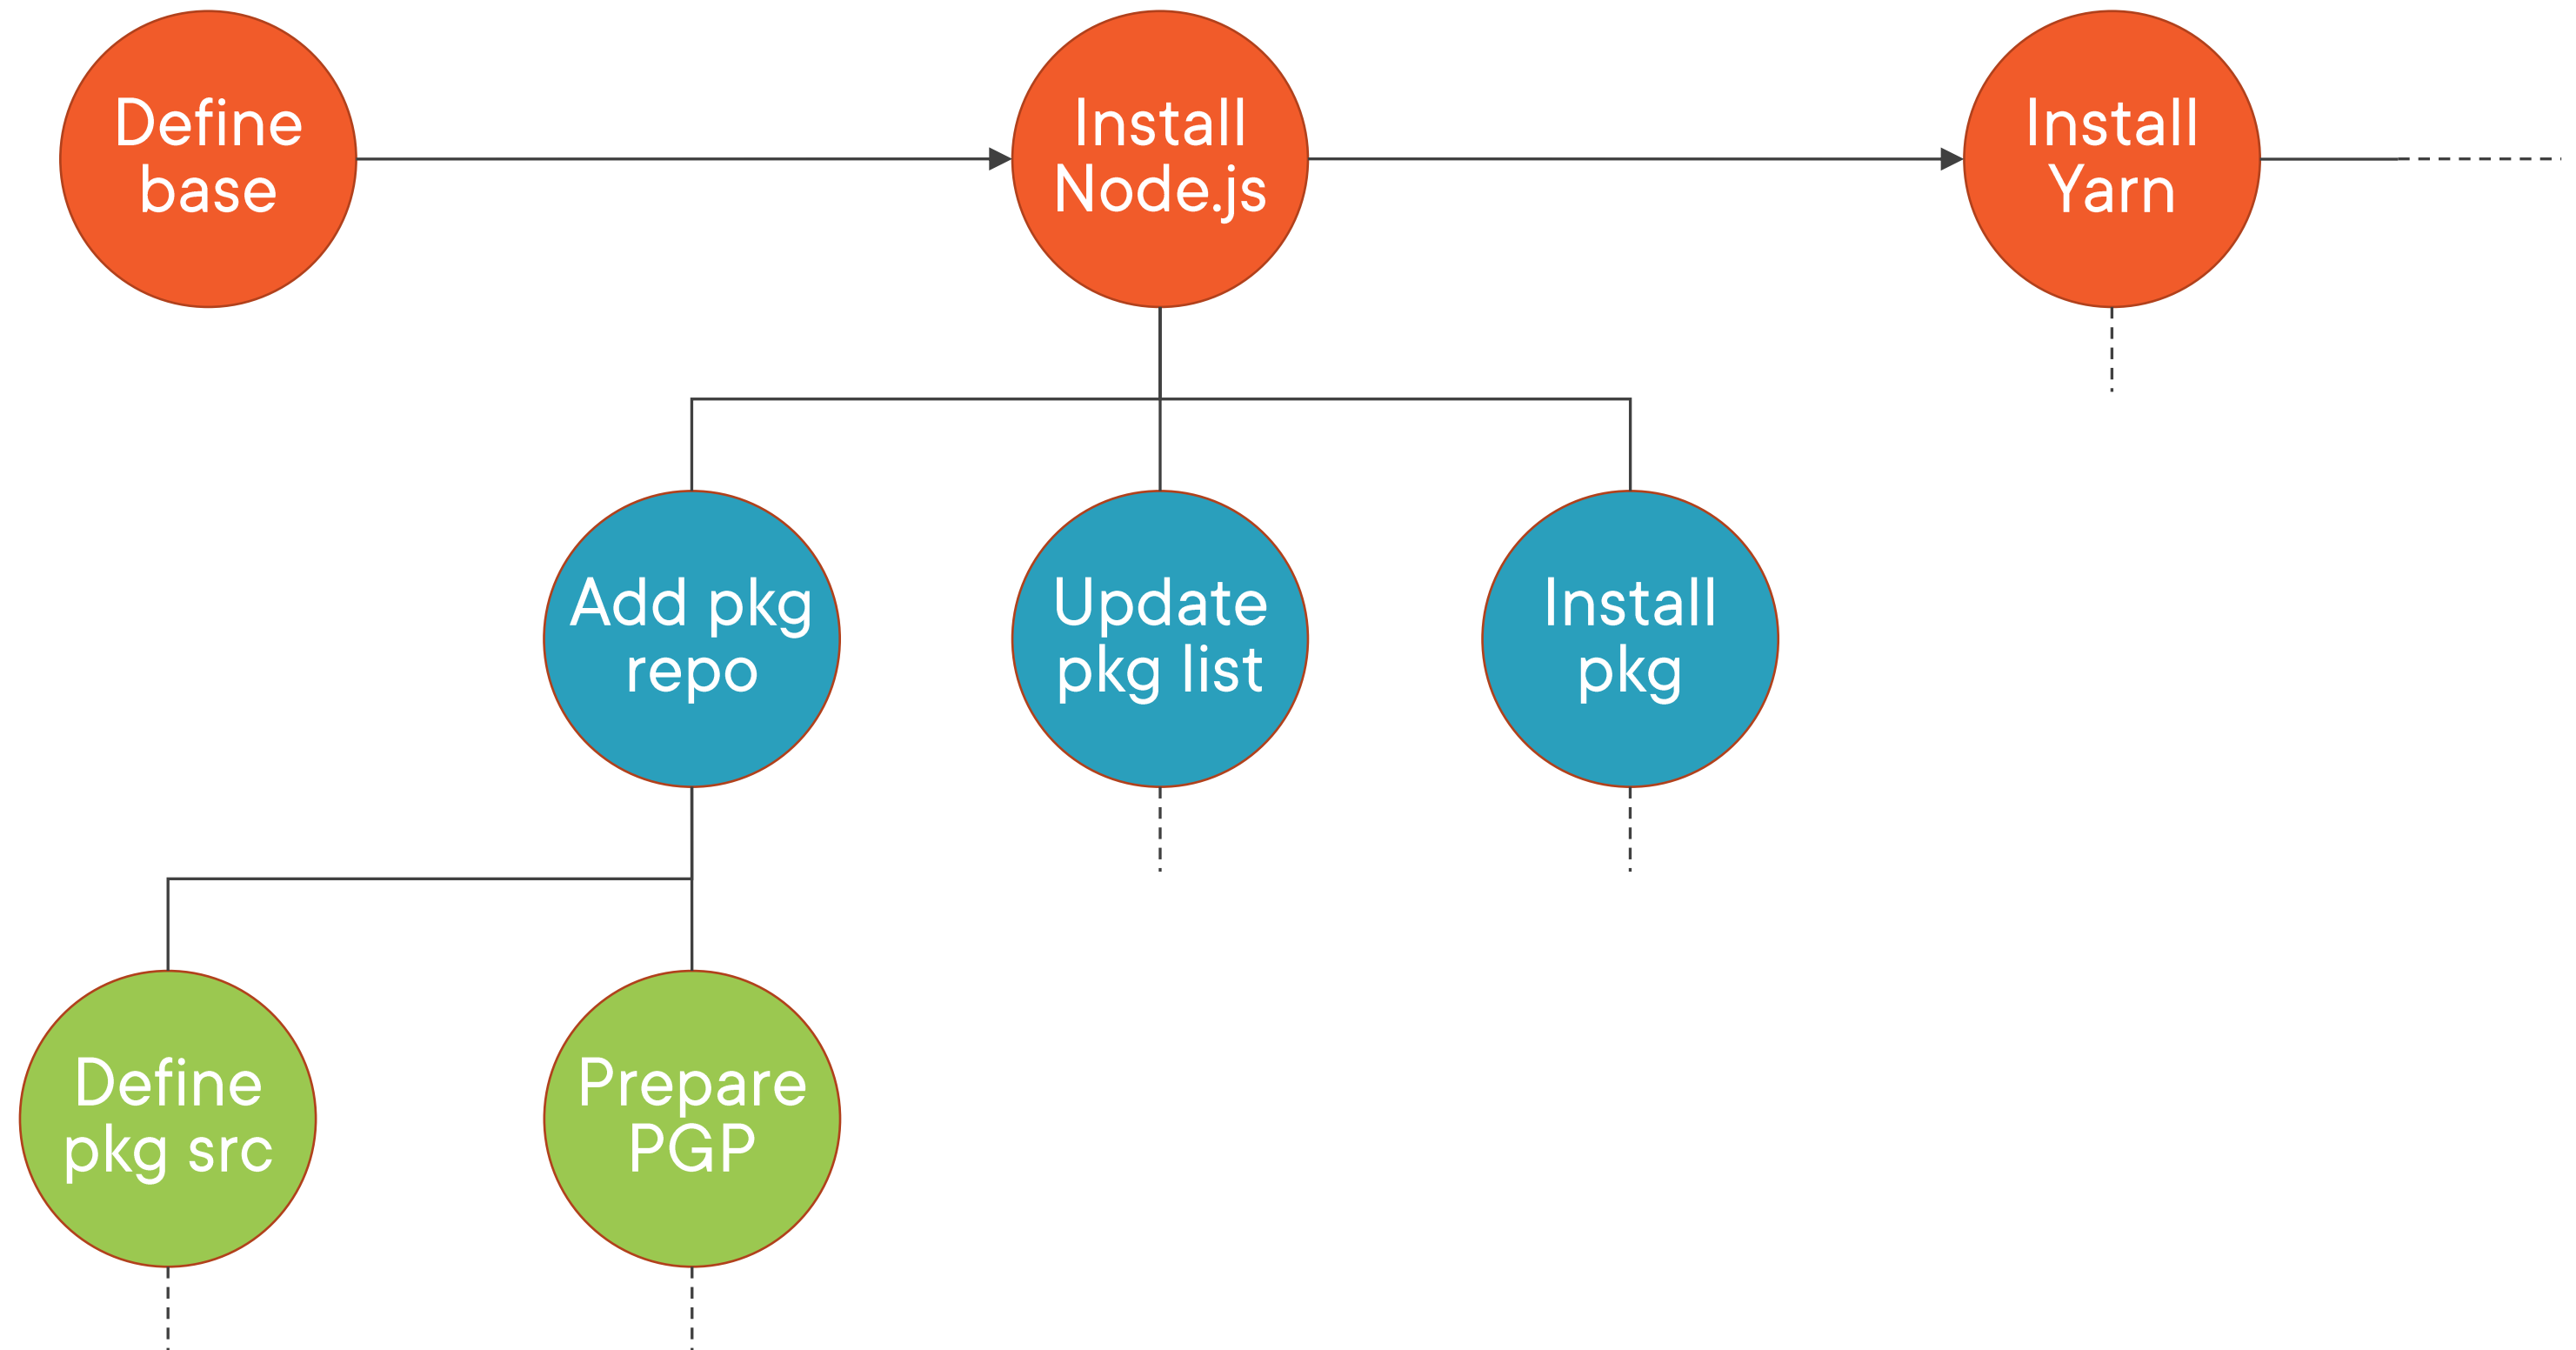 Define
base
Install
Node.js
Install
Yarn
Add pkg
repo
Update
pkg list
Install
pkg
Define
pkg src
Prepare
PGP